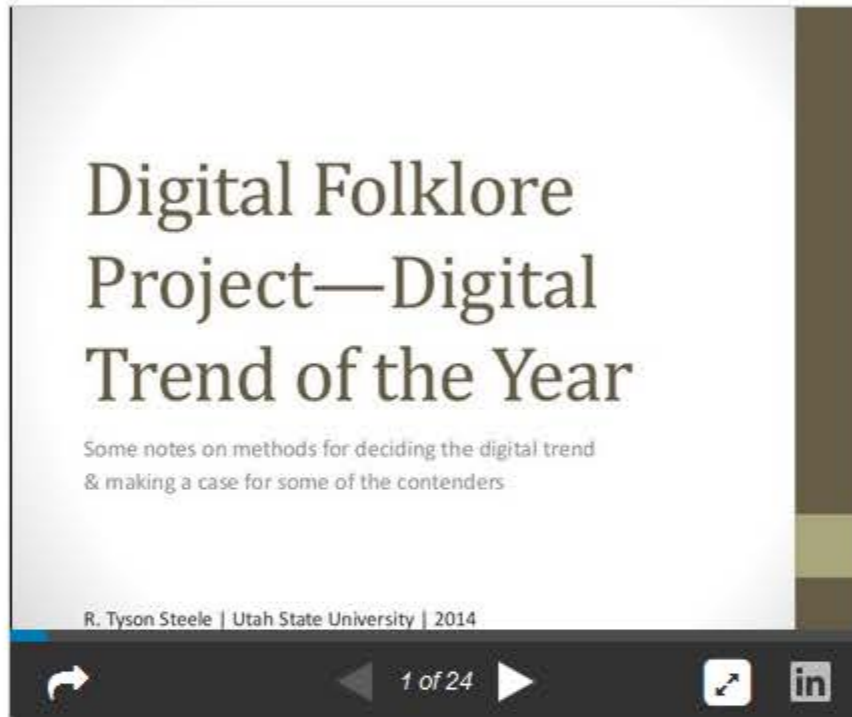 Digital Folklore
Project—Digital
Trend of the Year
Some notes on methods for deciding the digital trend
& making a case for some of the contenders
R. Tyson Steele | Utah State University | 2014
1 of 24
in